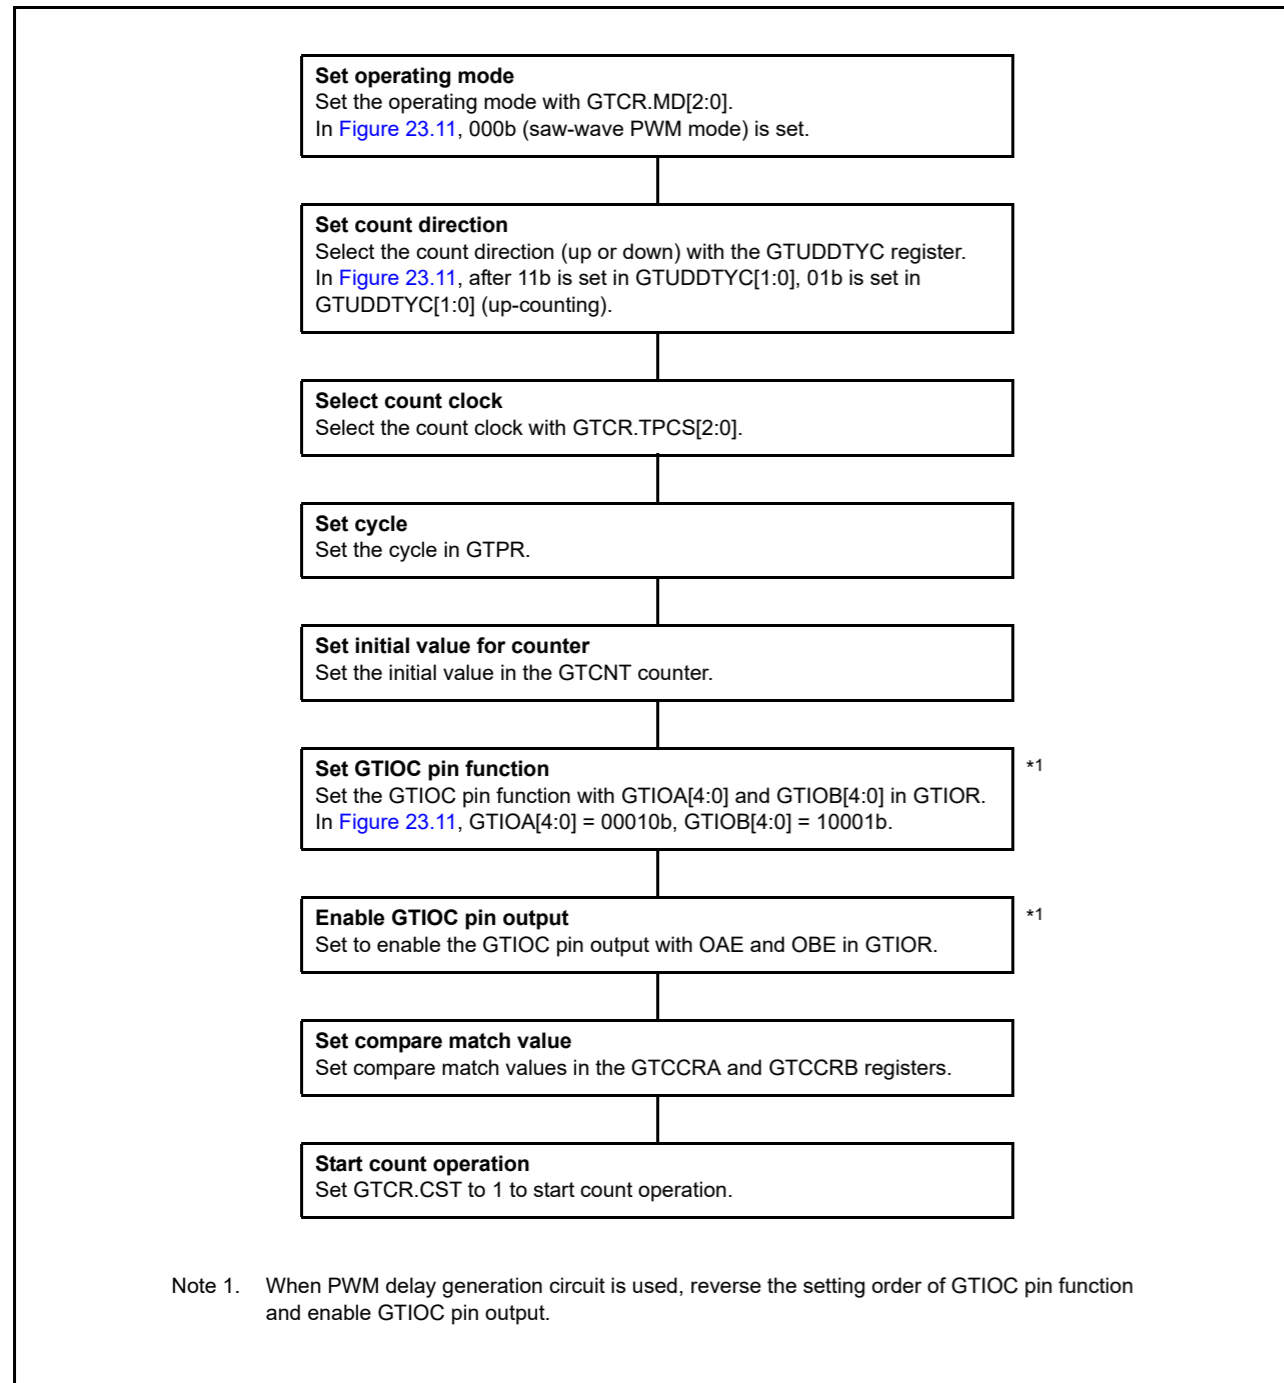 Set operating mode
Set the operating mode with GTCR.MD[2:0].
In Figure 23.11, 000b (saw-wave PWM mode) is set.
Set count direction
Select the count direction (up or down) with the GTUDDTYC register.
In Figure 23.11, after 11b is set in GTUDDTYC[1:0], 01b is set in
GTUDDTYC[1:0] (up-counting).
Select count clock
Select the count clock with GTCR.TPCS[2:0].
Set cycle
Set the cycle in GTPR.
Set initial value for counter
Set the initial value in the GTCNT counter.
Set GTIOC pin function *1
Set the GTIOC pin function with GTIOA[4:0] and GTIOB[4:0] in GTIOR.
In Figure 23.11, GTIOA[4:0] = 00010b, GTIOB[4:0] = 10001b.
Enable GTIOC pin output *1
Set to enable the GTIOC pin output with OAE and OBE in GTIOR.
Set compare match value
Set compare match values in the GTCCRA and GTCCRB registers.
Start count operation
Set GTCR.CST to 1 to start count operation.
Note 1. When PWM delay generation circuit is used, reverse the setting order of GTIOC pin function
and enable GTIOC pin output.